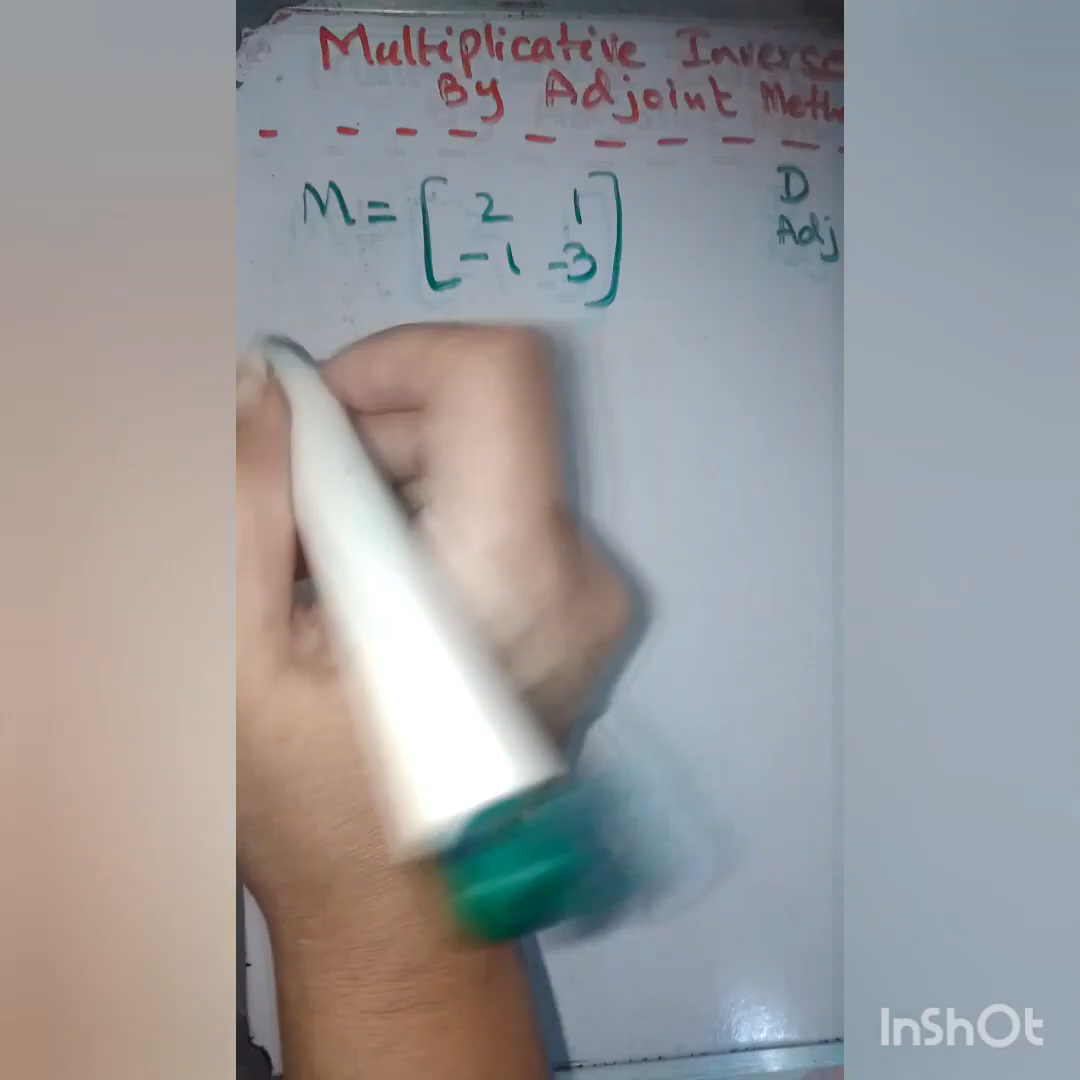 Multiplicative Inverse
By Adjoint Meth
M = [ 2 1
-1 -3 ]
D
Adj
InShOt